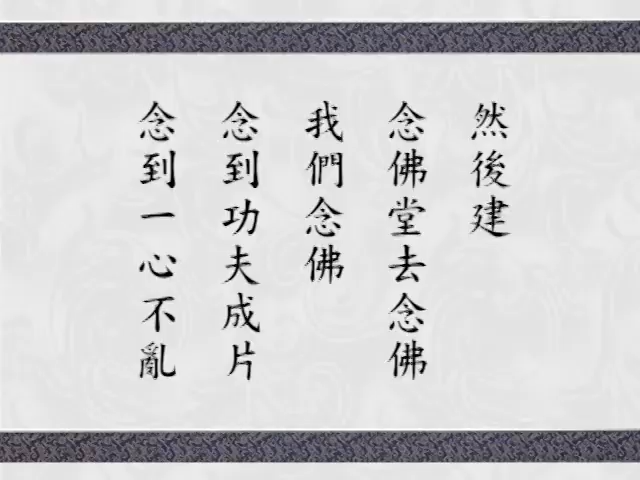 然後建
念佛堂去念佛
我們念佛
念到功夫成片
念到一心不亂